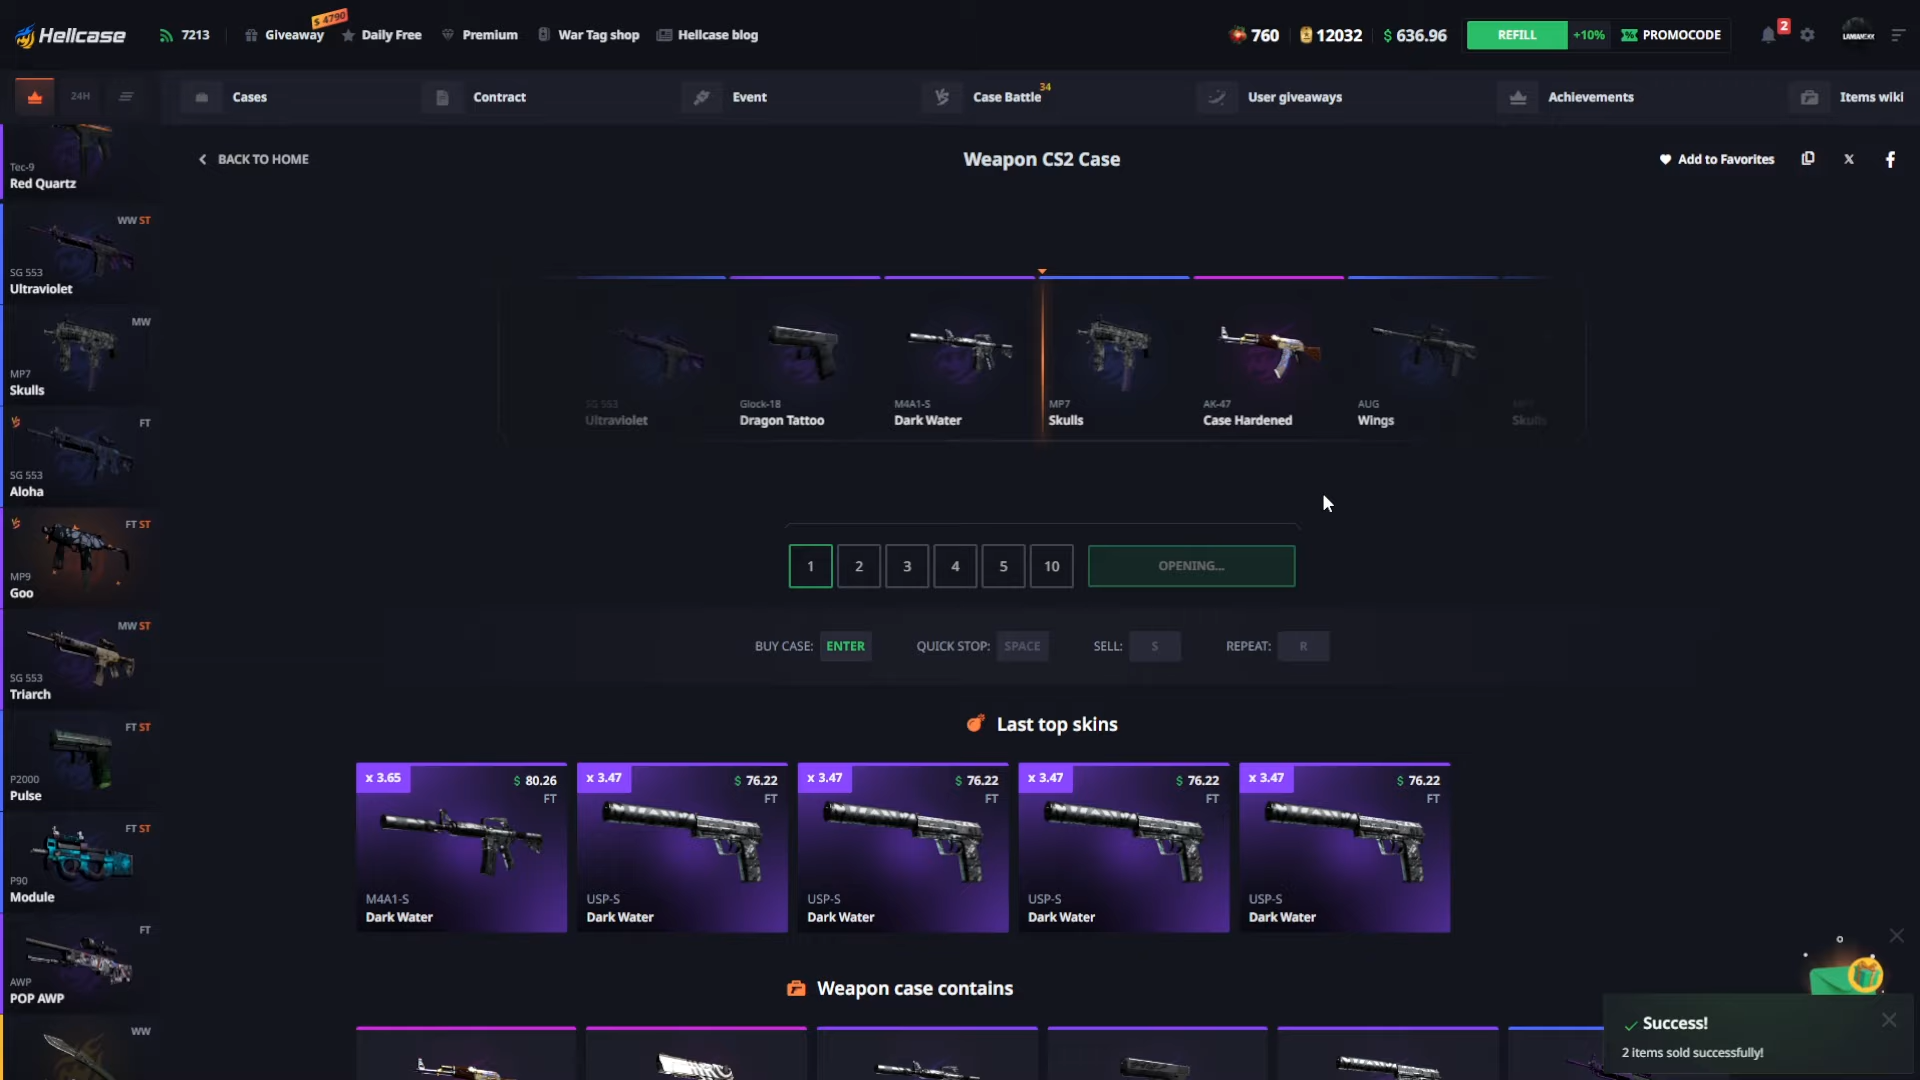 Hellcase
7213
Giveaway
$ 4790
Daily Free
Premium
War Tag shop
Hellcase blog
760
12032
$ 636.96
REFILL
+10%
PROMOCODE
2
24H
Cases
Contract
Event
Case Battle
34
User giveaways
Achievements
Items wiki
BACK TO HOME
Weapon CS2 Case
Add to Favorites
X
f
Tec-9
Red Quartz
WW ST
SG 553
Ultraviolet
MW
MP7
Skulls
FT
SG 553
Aloha
FT ST
MP9
Goo
MW ST
SG 553
Triarch
FT ST
P2000
Pulse
FT ST
P90
Module
FT
AWP
POP AWP
WW
SG 553
Ultraviolet
Glock-18
Dragon Tattoo
M4A1-S
Dark Water
MP7
Skulls
AK-47
Case Hardened
AUG
Wings
MP7
Skulls
1
2
3
4
5
10
OPENING...
BUY CASE: ENTER
QUICK STOP: SPACE
SELL: S
REPEAT: R
Last top skins
x 3.65
$ 80.26
FT
M4A1-S
Dark Water
x 3.47
$ 76.22
FT
USP-S
Dark Water
x 3.47
$ 76.22
FT
USP-S
Dark Water
x 3.47
$ 76.22
FT
USP-S
Dark Water
x 3.47
$ 76.22
FT
USP-S
Dark Water
Weapon case contains
Success!
2 items sold successfully!